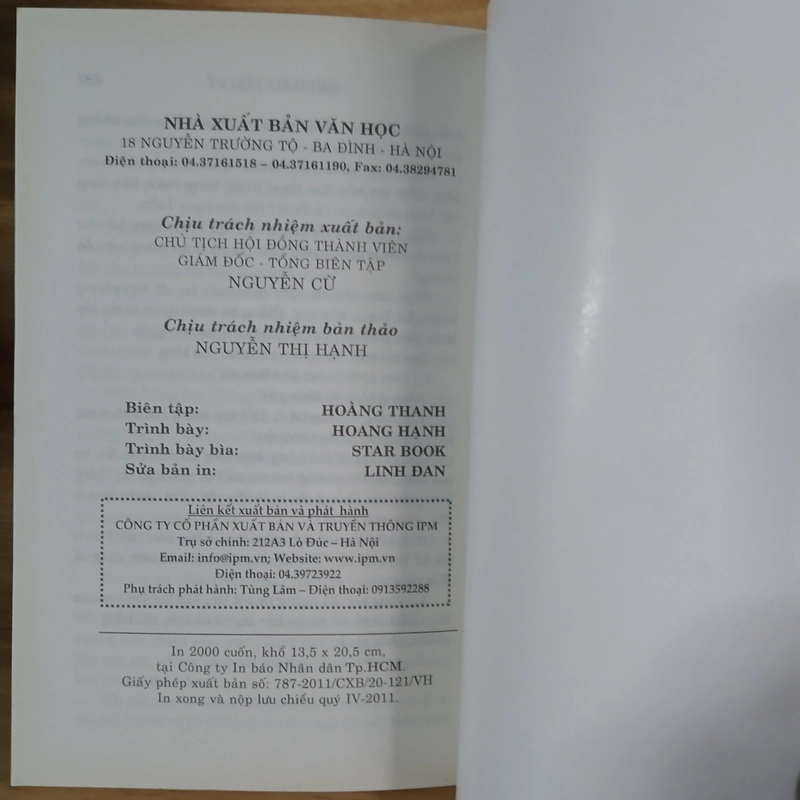 NHÀ XUẤT BẢN VĂN HỌC
18 NGUYỄN TRƯỜNG TỘ - BA ĐÌNH - HÀ NỘI
Điện thoại: 04.37161518 – 04.37161190, Fax: 04.38294781
Chịu trách nhiệm xuất bản:
CHỦ TỊCH HỘI ĐỒNG THÀNH VIÊN
GIÁM ĐỐC - TỔNG BIÊN TẬP
NGUYỄN CỪ
Chịu trách nhiệm bản thảo
NGUYỄN THỊ HẠNH
Biên tập: HOÀNG THANH
Trình bày: HOANG HẠNH
Trình bày bìa: STAR BOOK
Sửa bản in: LINH ĐAN
Liên kết xuất bản và phát hành
CÔNG TY CỔ PHẦN XUẤT BẢN VÀ TRUYỀN THÔNG IPM
Trụ sở chính: 212A3 Lò Đúc – Hà Nội
Email: info@ipm.vn; Website: www.ipm.vn
Điện thoại: 04.39723922
Phụ trách phát hành: Tùng Lâm – Điện thoại: 0913592288
In 2000 cuốn, khổ 13,5 x 20,5 cm,
tại Công ty In báo Nhân dân Tp.HCM.
Giấy phép xuất bản số: 787-2011/CXB/20-121/VH
In xong và nộp lưu chiểu quý IV-2011.